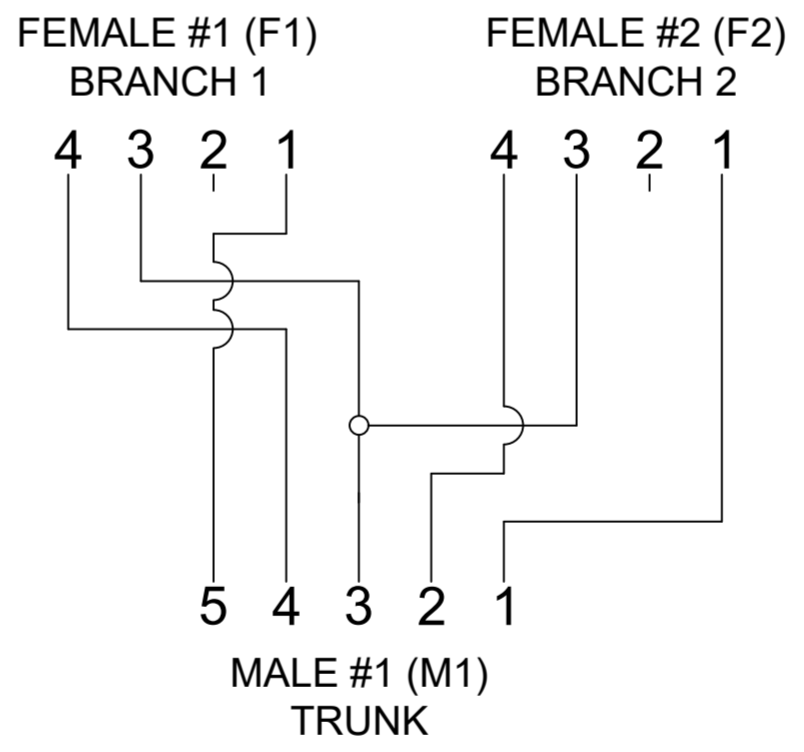 FEMALE #1 (F1)
BRANCH 1
4 3 2 1
FEMALE #2 (F2)
BRANCH 2
4 3 2 1
5 4 3 2 1
MALE #1 (M1)
TRUNK